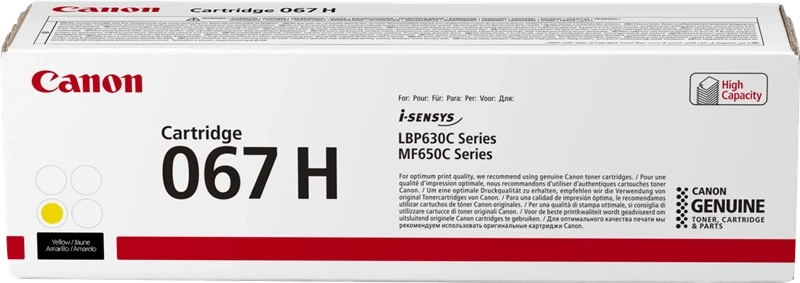 Canon Cartridge 067 H
Canon
High
Capacity
For: Pour: Für: Para: Per: Voor: Для:
i-SENSYS
LBP630C Series
MF650C Series
Cartridge
067 H
For optimum print quality, we recommend using genuine Canon toner cartridges. / Pour une
qualité d'impression optimale, nous recommandons d'utiliser d'authentiques cartouches toner
Canon. / Um eine optimale Druckqualität zu erhalten, empfehlen wir die Verwendung von
original Tonercartridges von Canon. / Para una calidad de impresión óptima, le recomendamos
utilizar cartuchos de tóner Canon originales. / Per una qualità di stampa ottimale, si consiglia di
utilizzare cartucce di toner originali Canon. / Voor de beste printkwaliteit wordt geadviseerd om
uitsluitend originele Canon cartridges te gebruiken. / Для оптимального качества печати мы
рекомендуем использовать оригинальные картриджи Canon.
CANON
GENUINE
TONER, CARTRIDGE
& PARTS
Yellow/Jaune
Amarillo/Amarelo